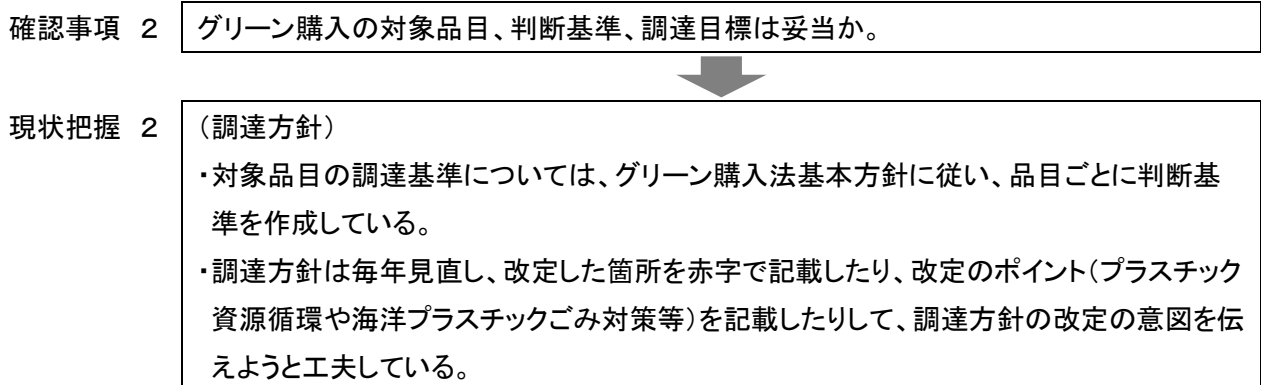 確認事項 2 グリーン購入の対象品目、判断基準、調達目標は妥当か。
現状把握 2 (調達方針)
・対象品目の調達基準については、グリーン購入法基本方針に従い、品目ごとに判断基
準を作成している。
・調達方針は毎年見直し、改定した箇所を赤字で記載したり、改定のポイント(プラスチック
資源循環や海洋プラスチックごみ対策等)を記載したりして、調達方針の改定の意図を伝
えようと工夫している。